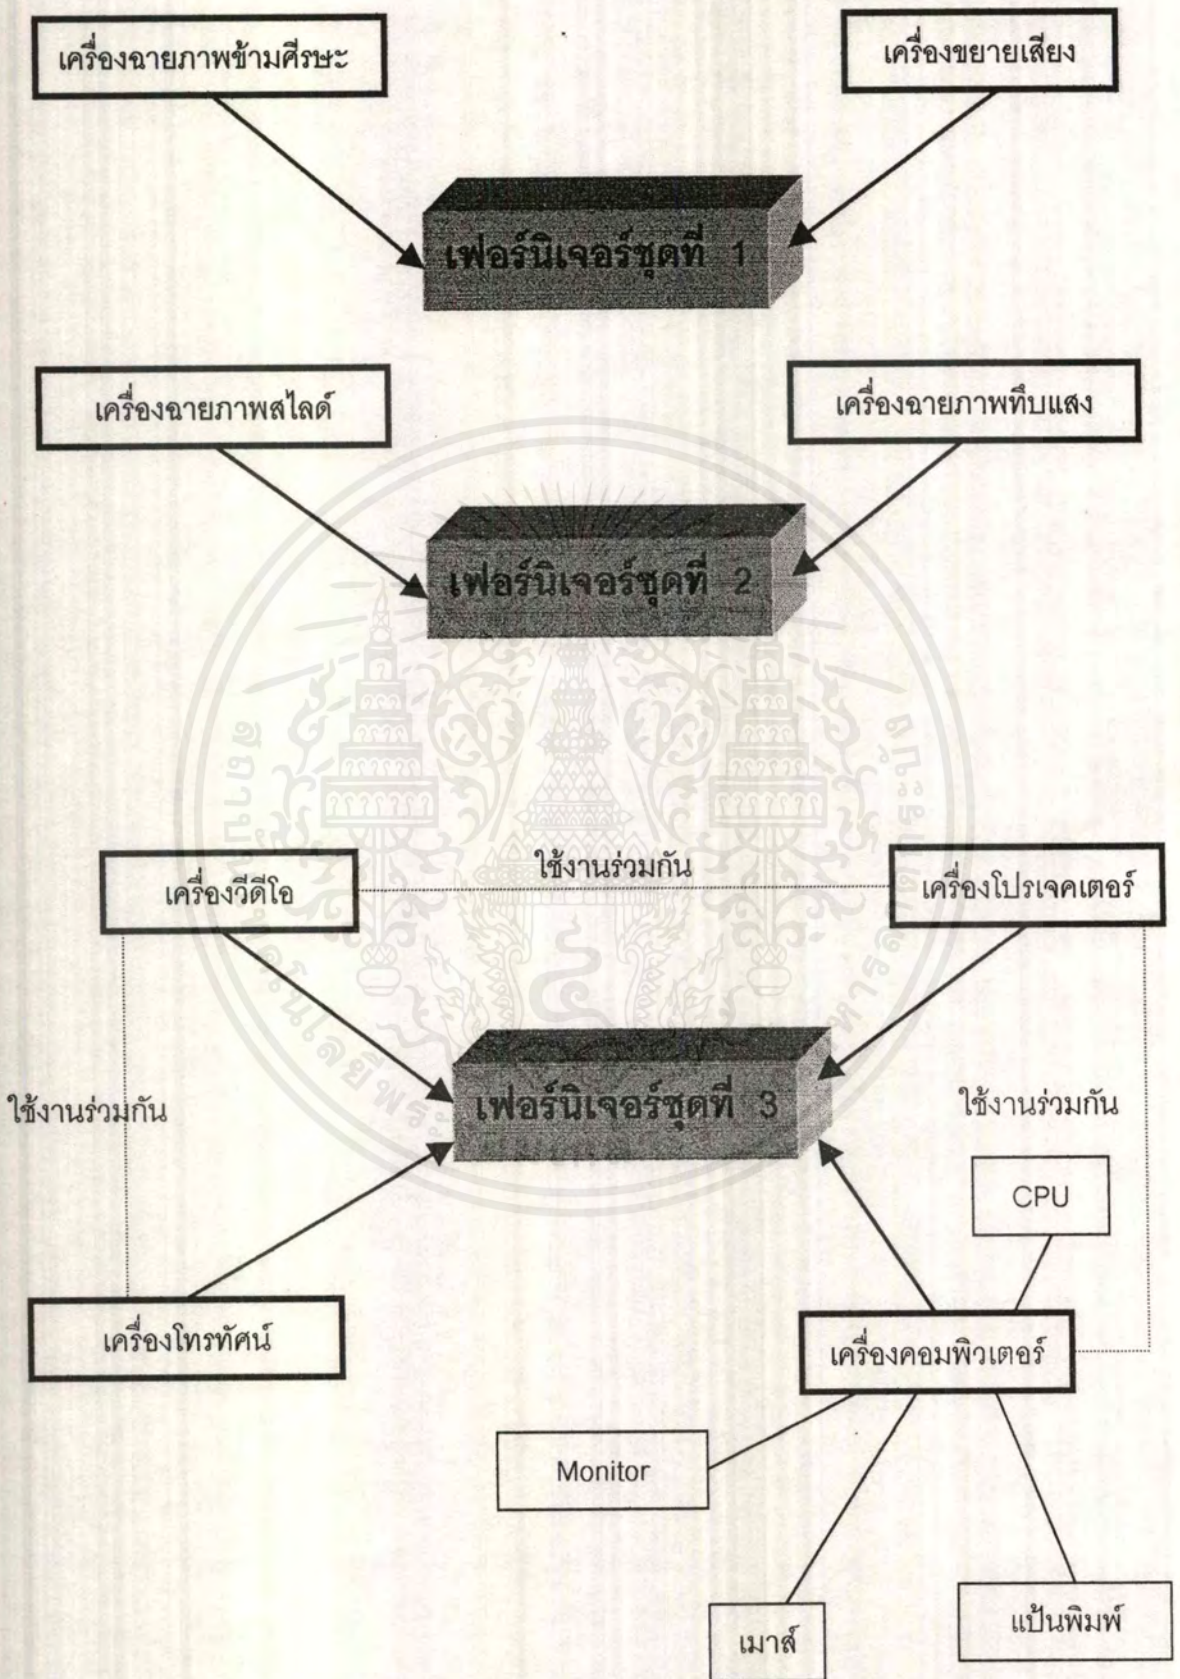 เครื่องฉายภาพข้ามศีรษะ
เครื่องขยายเสียง
เฟอร์นิเจอร์ชุดที่ 1
เครื่องฉายภาพสไลด์
เครื่องฉายภาพทึบแสง
เฟอร์นิเจอร์ชุดที่ 2
เครื่องวีดีโอ
ใช้งานร่วมกัน
เครื่องโปรเจคเตอร์
ใช้งานร่วมกัน
เฟอร์นิเจอร์ชุดที่ 3
ใช้งานร่วมกัน
CPU
เครื่องโทรทัศน์
เครื่องคอมพิวเตอร์
Monitor
เมาส์
แป้นพิมพ์